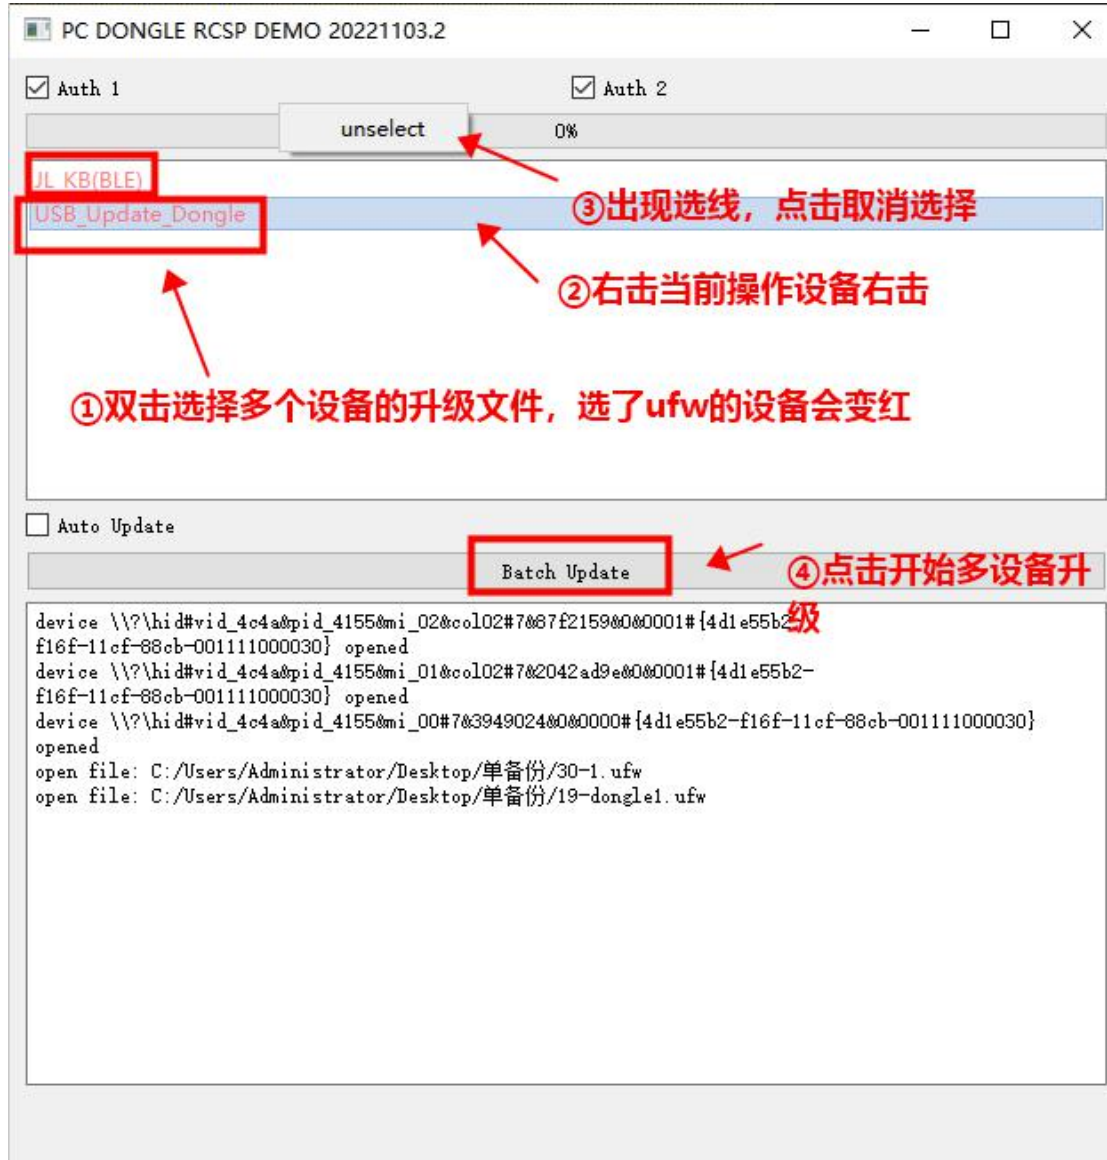 PC DONGLE RCSP DEMO 20221103.2
Auth 1
Auth 2
unselect
0%
JL_KB(BLE)
USB_Update_Dongle
③出现选线，点击取消选择
②右击当前操作设备右击
①双击选择多个设备的升级文件，选了ufw的设备会变红
Auto Update
Batch Update
④点击开始多设备升
级
device \\?\hid#vid_4c4a&pid_4155&mi_02&col02#7&87f2159&0&0001#{4d1e55b2-
f16f-11cf-88cb-001111000030} opened
device \\?\hid#vid_4c4a&pid_4155&mi_01&col02#7&2042ad9e&0&0001#{4d1e55b2-
f16f-11cf-88cb-001111000030} opened
device \\?\hid#vid_4c4a&pid_4155&mi_00#7&3949024&0&0000#{4d1e55b2-f16f-11cf-88cb-001111000030}
opened
open file: C:/Users/Administrator/Desktop/单备份/30-1.ufw
open file: C:/Users/Administrator/Desktop/单备份/19-dongle1.ufw